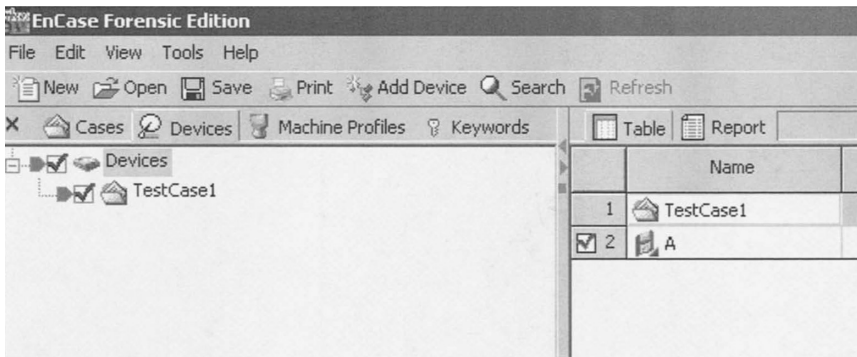 EnCase Forensic Edition
File Edit View Tools Help
New Open Save Print Add Device Search Refresh
Cases Devices Machine Profiles Keywords
Table Report
Devices
TestCase1
Name
1 TestCase1
2 A